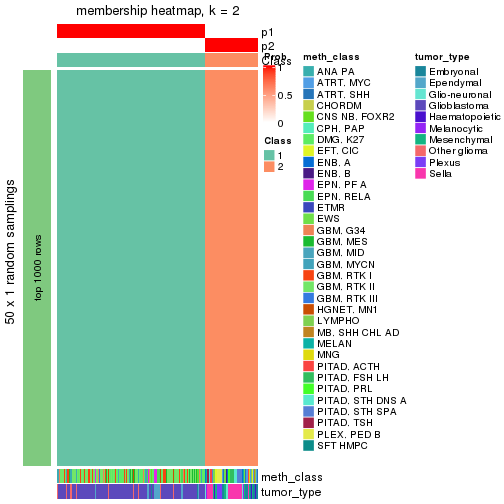 membership heatmap, k = 2
p1
p2
Class
50 x 1 random samplings
top 1000 rows
meth_class
tumor_type
Prob
1
0.5
0
Class
1
2
meth_class
ANA PA
ATRT, MYC
ATRT, SHH
CHORDM
CNS NB, FOXR2
CPH, PAP
DMG, K27
EFT, CIC
ENB, A
ENB, B
EPN, PF A
EPN, RELA
ETMR
EWS
GBM, G34
GBM, MES
GBM, MID
GBM, MYCN
GBM, RTK I
GBM, RTK II
GBM, RTK III
HGNET, MN1
LYMPHO
MB, SHH CHL AD
MELAN
MNG
PITAD, ACTH
PITAD, FSH LH
PITAD, PRL
PITAD, STH DNS A
PITAD, STH SPA
PITAD, TSH
PLEX, PED B
SFT HMPC
tumor_type
Embryonal
Ependymal
Glio-neuronal
Glioblastoma
Haematopoietic
Melanocytic
Mesenchymal
Other glioma
Plexus
Sella